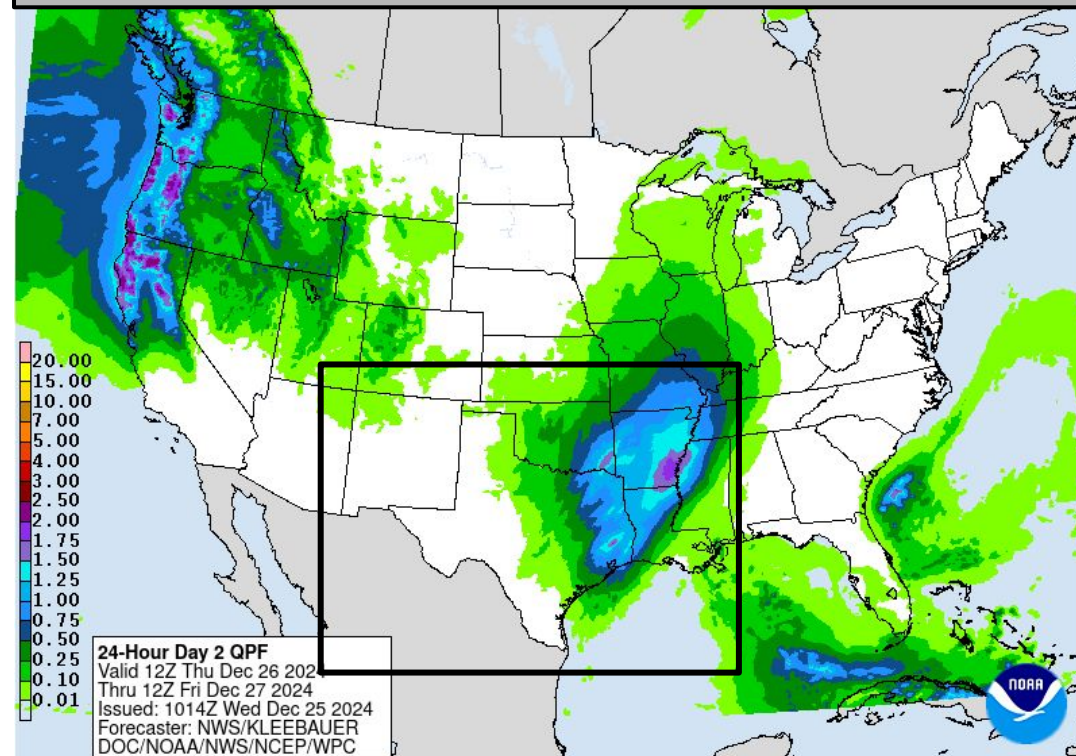 20.00
15.00
10.00
7.00
5.00
4.00
3.00
2.50
2.00
1.75
1.50
1.25
1.00
0.75
0.50
0.25
0.10
0.01
24-Hour Day 2 QPF
Valid 12Z Thu Dec 26 2024
Thru 12Z Fri Dec 27 2024
Issued: 1014Z Wed Dec 25 2024
Forecaster: NWS/KLEEBAUER
DOC/NOAA/NWS/NCEP/WPC
NOAA